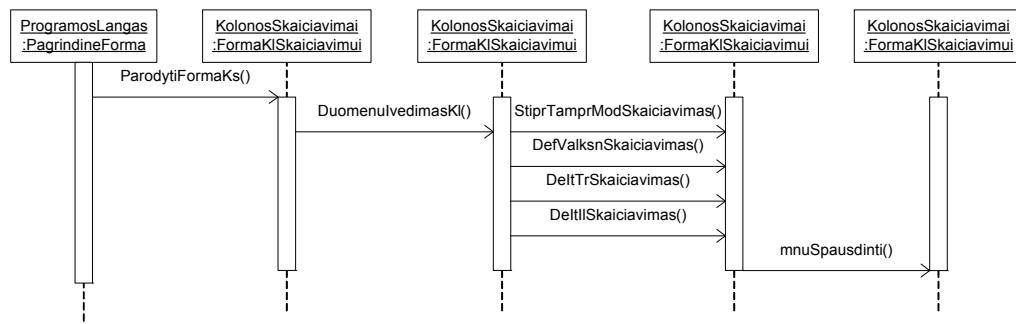 ProgramosLangas
:PagrindineForma
KolonosSkaiciavimai
:FormaKlSkaiciavimui
KolonosSkaiciavimai
:FormaKlSkaiciavimui
KolonosSkaiciavimai
:FormaKlSkaiciavimui
KolonosSkaiciavimai
:FormaKlSkaiciavimui
ParodytiFormaKs()
DuomenuIvedimasKl()
StiprTamprModSkaiciavimas()
DefValksnSkaiciavimas()
DeltTrSkaiciavimas()
DeltIlSkaiciavimas()
mnuSpausdinti()